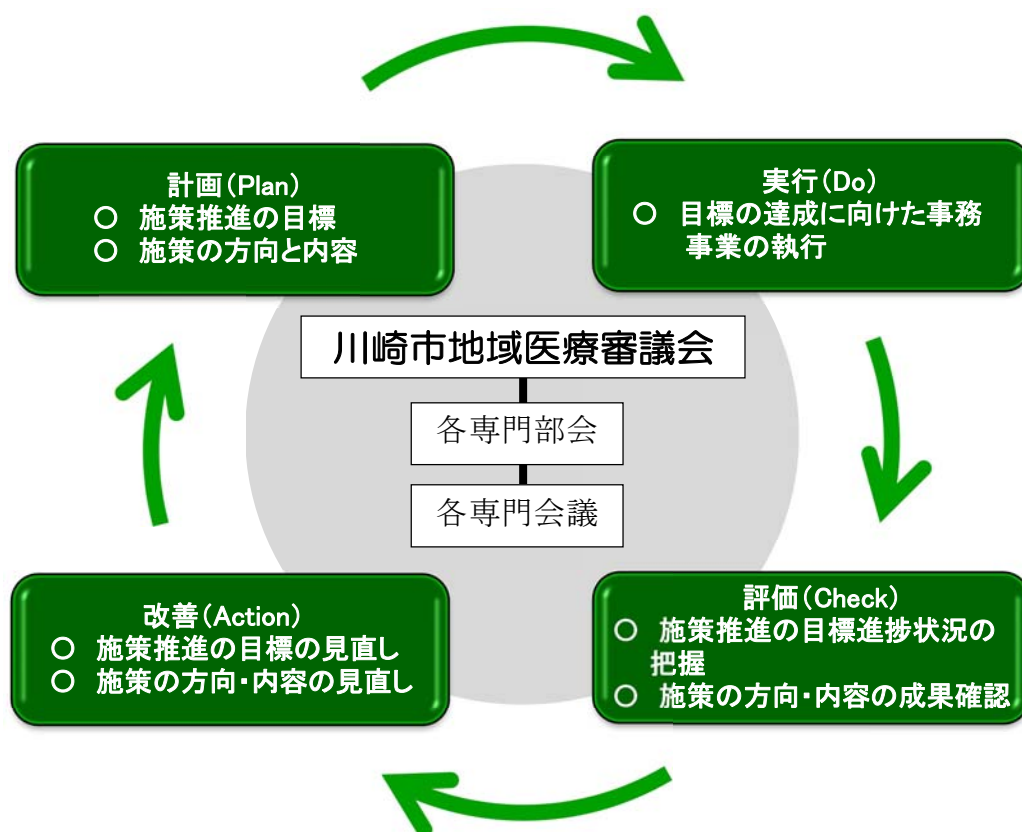 計画(Plan)
○ 施策推進の目標
○ 施策の方向と内容
実行(Do)
○ 目標の達成に向けた事務
事業の執行
川崎市地域医療審議会
各専門部会
各専門会議
改善(Action)
○ 施策推進の目標の見直し
○ 施策の方向・内容の見直し
評価(Check)
○ 施策推進の目標進捗状況の
把握
○ 施策の方向・内容の成果確認